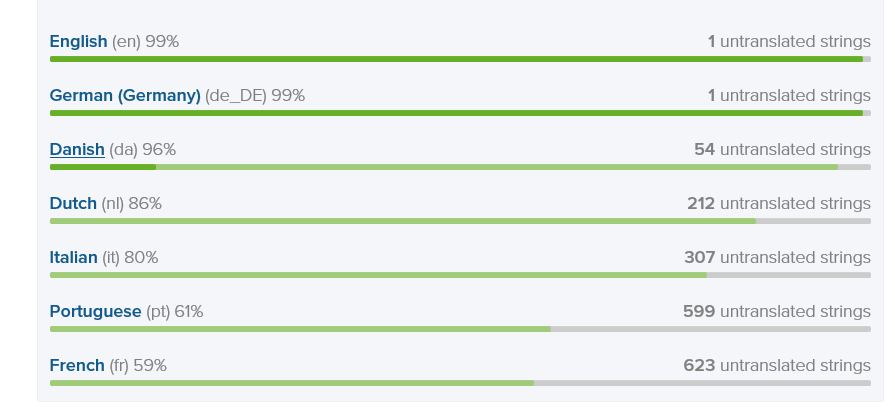 English (en) 99% 1 untranslated strings
German (Germany) (de_DE) 99% 1 untranslated strings
Danish (da) 96% 54 untranslated strings
Dutch (nl) 86% 212 untranslated strings
Italian (it) 80% 307 untranslated strings
Portuguese (pt) 61% 599 untranslated strings
French (fr) 59% 623 untranslated strings